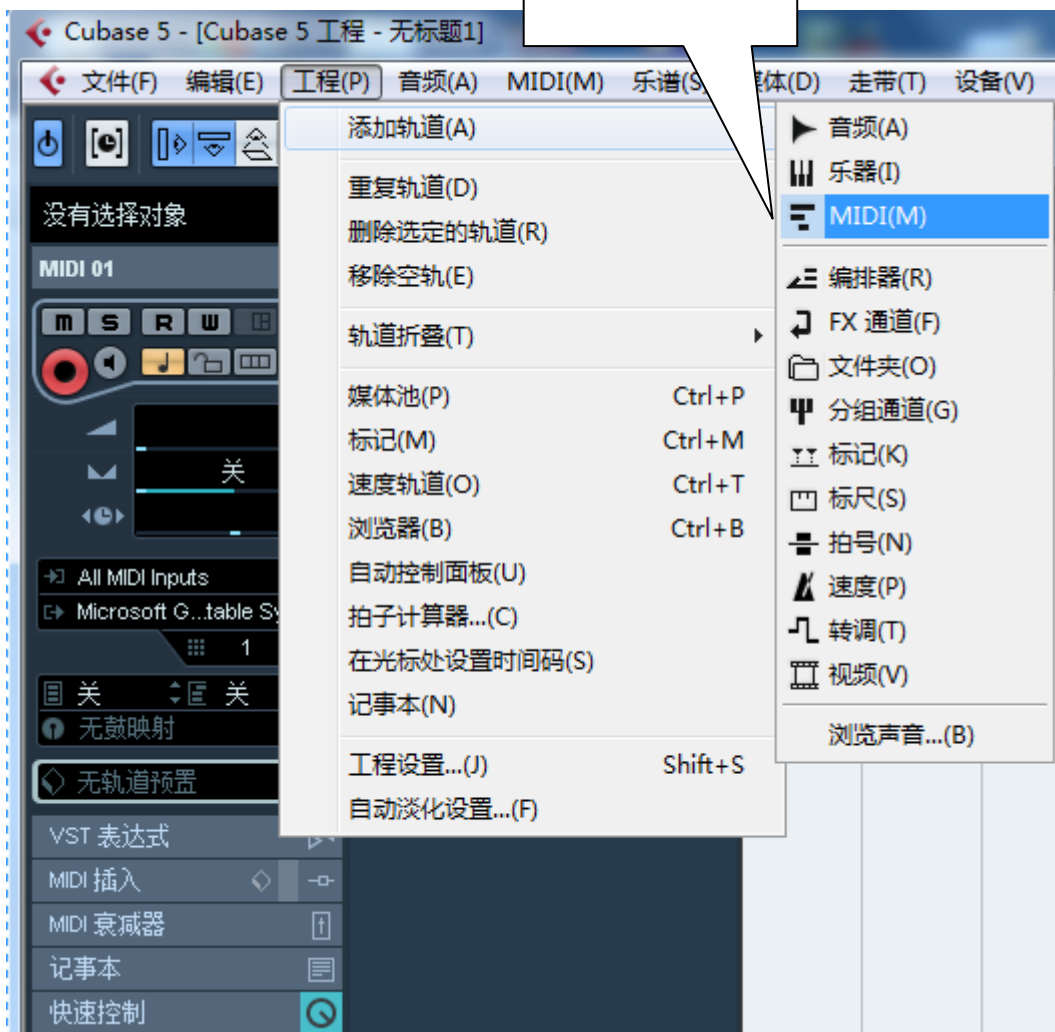 Cubase 5 - [Cubase 5 工程 - 无标题1]
文件(F) 编辑(E) 工程(P) 音频(A) MIDI(M) 乐谱(S) 体(D) 走带(T) 设备(V)
没有选择对象
MIDI 01
m S R W
关
All MIDI Inputs
Microsoft G...table Sy
1
关 关
无鼓映射
无轨道预置
VST 表达式
MIDI 插入
MIDI 衰减器
记事本
快速控制
添加轨道(A)
重复轨道(D)
删除选定的轨道(R)
移除空轨(E)
轨道折叠(T)
媒体池(P) Ctrl+P
标记(M) Ctrl+M
速度轨道(O) Ctrl+T
浏览器(B) Ctrl+B
自动控制面板(U)
拍子计算器...(C)
在光标处设置时间码(S)
记事本(N)
工程设置...(J) Shift+S
自动淡化设置...(F)
音频(A)
乐器(I)
MIDI(M)
编排器(R)
FX 通道(F)
文件夹(O)
分组通道(G)
标记(K)
标尺(S)
拍号(N)
速度(P)
转调(T)
视频(V)
浏览声音...(B)